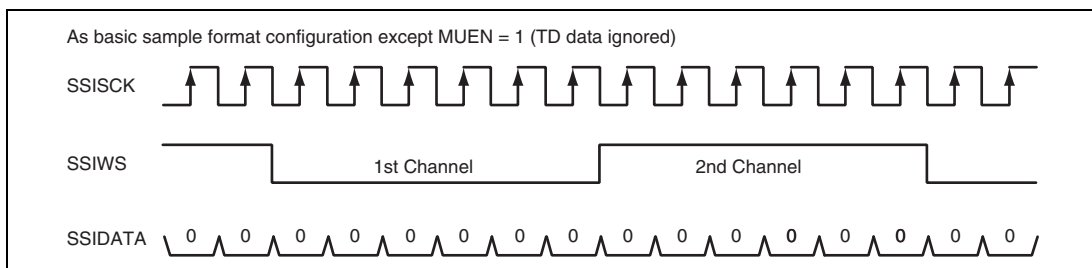 As basic sample format configuration except MUEN = 1 (TD data ignored)
SSISCK
SSIWS
1st Channel
2nd Channel
SSIDATA
0 0 0 0 0 0 0 0 0 0 0 0 0 0 0 0